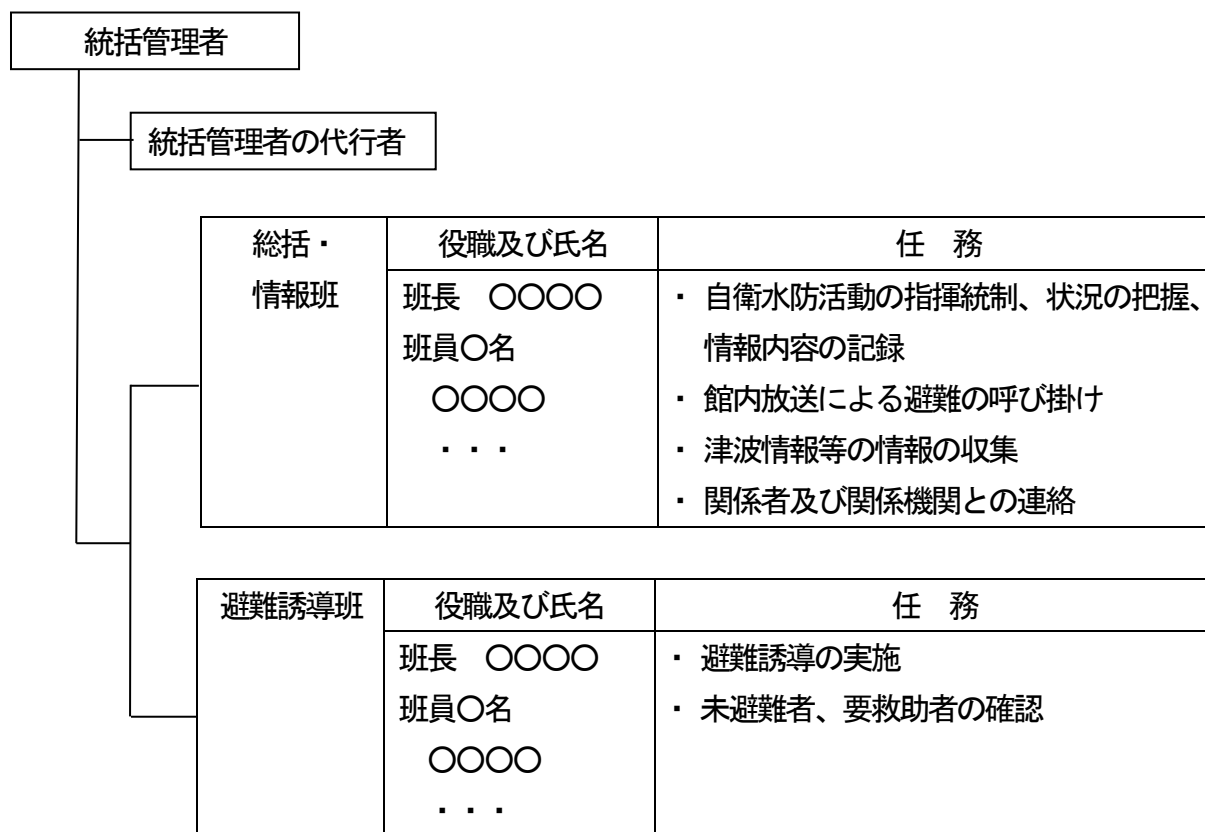 統括管理者
統括管理者の代行者
総括・
情報班
役職及び氏名
任　務
班長　〇〇〇〇
班員〇名
〇〇〇〇
・・・
・ 自衛水防活動の指揮統制、状況の把握、
情報内容の記録
・ 館内放送による避難の呼び掛け
・ 津波情報等の情報の収集
・ 関係者及び関係機関との連絡
避難誘導班
役職及び氏名
任　務
班長　〇〇〇〇
班員〇名
〇〇〇〇
・・・
・ 避難誘導の実施
・ 未避難者、要救助者の確認